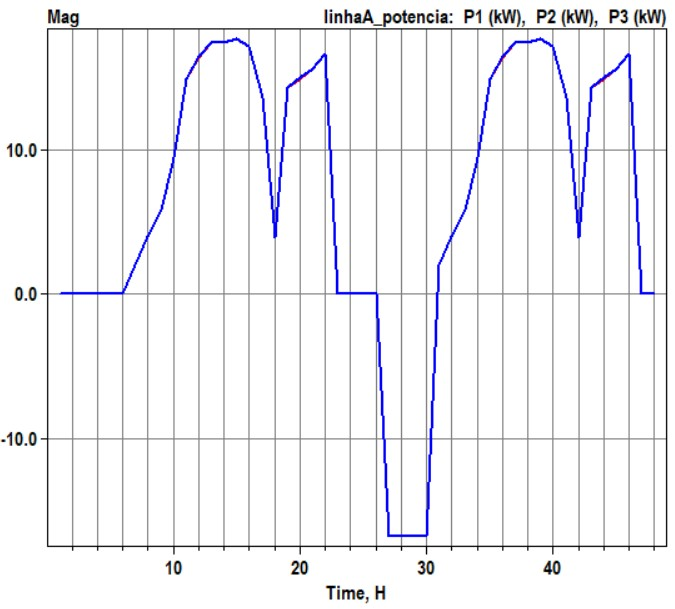 Mag linhaA_potencia: P1 (kW), P2 (kW), P3 (kW)
10.0
0.0
-10.0
10 20 30 40
Time, H